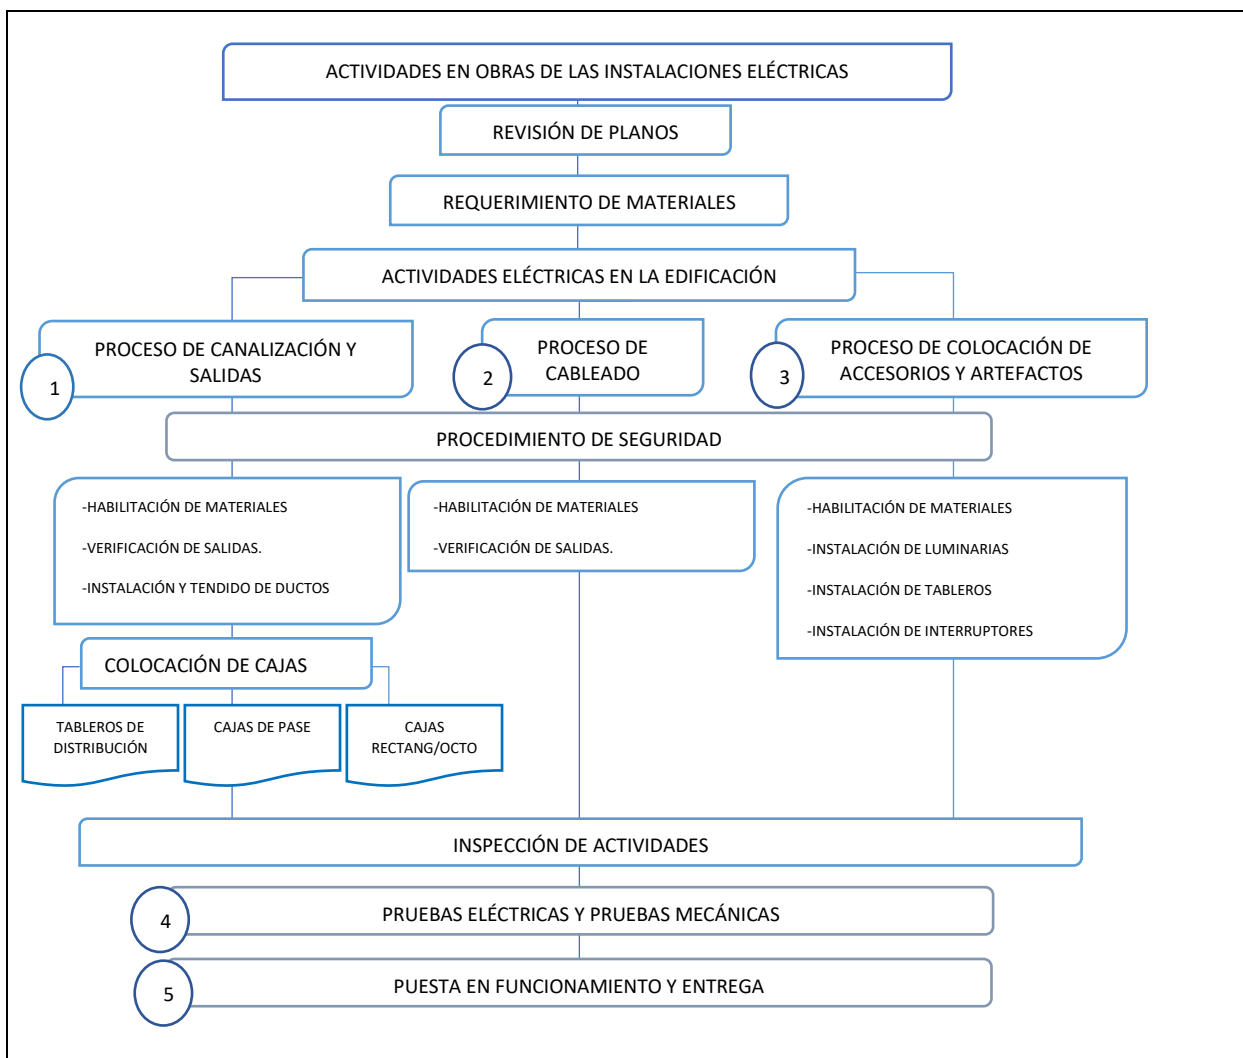 ACTIVIDADES EN OBRAS DE LAS INSTALACIONES ELÉCTRICAS
REVISIÓN DE PLANOS
REQUERIMIENTO DE MATERIALES
ACTIVIDADES ELÉCTRICAS EN LA EDIFICACIÓN
PROCESO DE CANALIZACIÓN Y
SALIDAS
1
PROCESO DE
CABLEADO
2
PROCESO DE COLOCACIÓN DE
ACCESORIOS Y ARTEFACTOS
3
PROCEDIMIENTO DE SEGURIDAD
-HABILITACIÓN DE MATERIALES
-VERIFICACIÓN DE SALIDAS.
-INSTALACIÓN Y TENDIDO DE DUCTOS
-HABILITACIÓN DE MATERIALES
-VERIFICACIÓN DE SALIDAS.
-HABILITACIÓN DE MATERIALES
-INSTALACIÓN DE LUMINARIAS
-INSTALACIÓN DE TABLEROS
-INSTALACIÓN DE INTERRUPTORES
COLOCACIÓN DE CAJAS
TABLEROS DE
DISTRIBUCIÓN
CAJAS DE PASE
CAJAS
RECTANG/OCTO
INSPECCIÓN DE ACTIVIDADES
4
PRUEBAS ELÉCTRICAS Y PRUEBAS MECÁNICAS
5
PUESTA EN FUNCIONAMIENTO Y ENTREGA